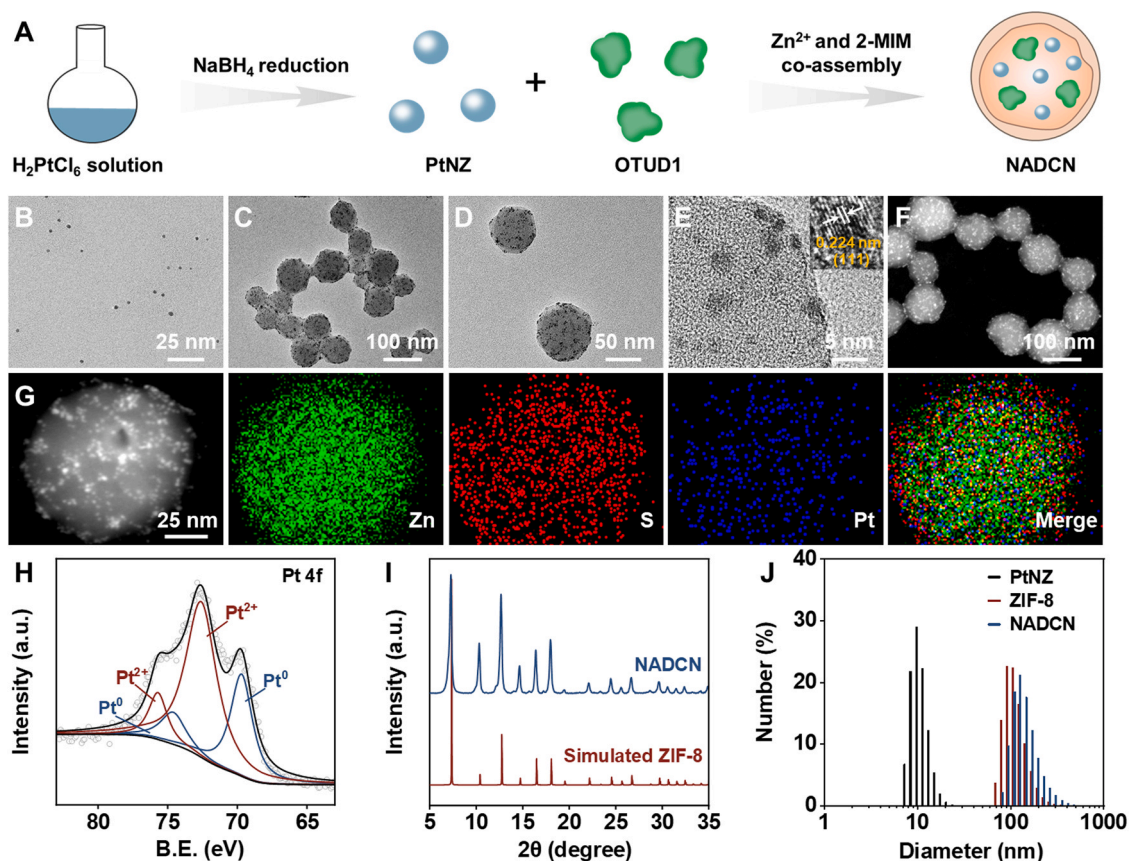 A
NaBH₄ reduction
Zn²⁺ and 2-MIM
co-assembly
+
H₂PtCl₆ solution
PtNZ
OTUD1
NADCN
B
25 nm
C
100 nm
D
50 nm
E
0.224 nm
(111)
5 nm
F
100 nm
G
25 nm
Zn
S
Pt
Merge
H
Pt 4f
Pt²⁺
Pt²⁺
Pt⁰
Pt⁰
Intensity (a.u.)
80
75
70
65
B.E. (eV)
I
NADCN
Simulated ZIF-8
Intensity (a.u.)
5
10
15
20
25
30
35
2θ (degree)
J
PtNZ
ZIF-8
NADCN
Number (%)
40
30
20
10
0
1
10
100
1000
Diameter (nm)